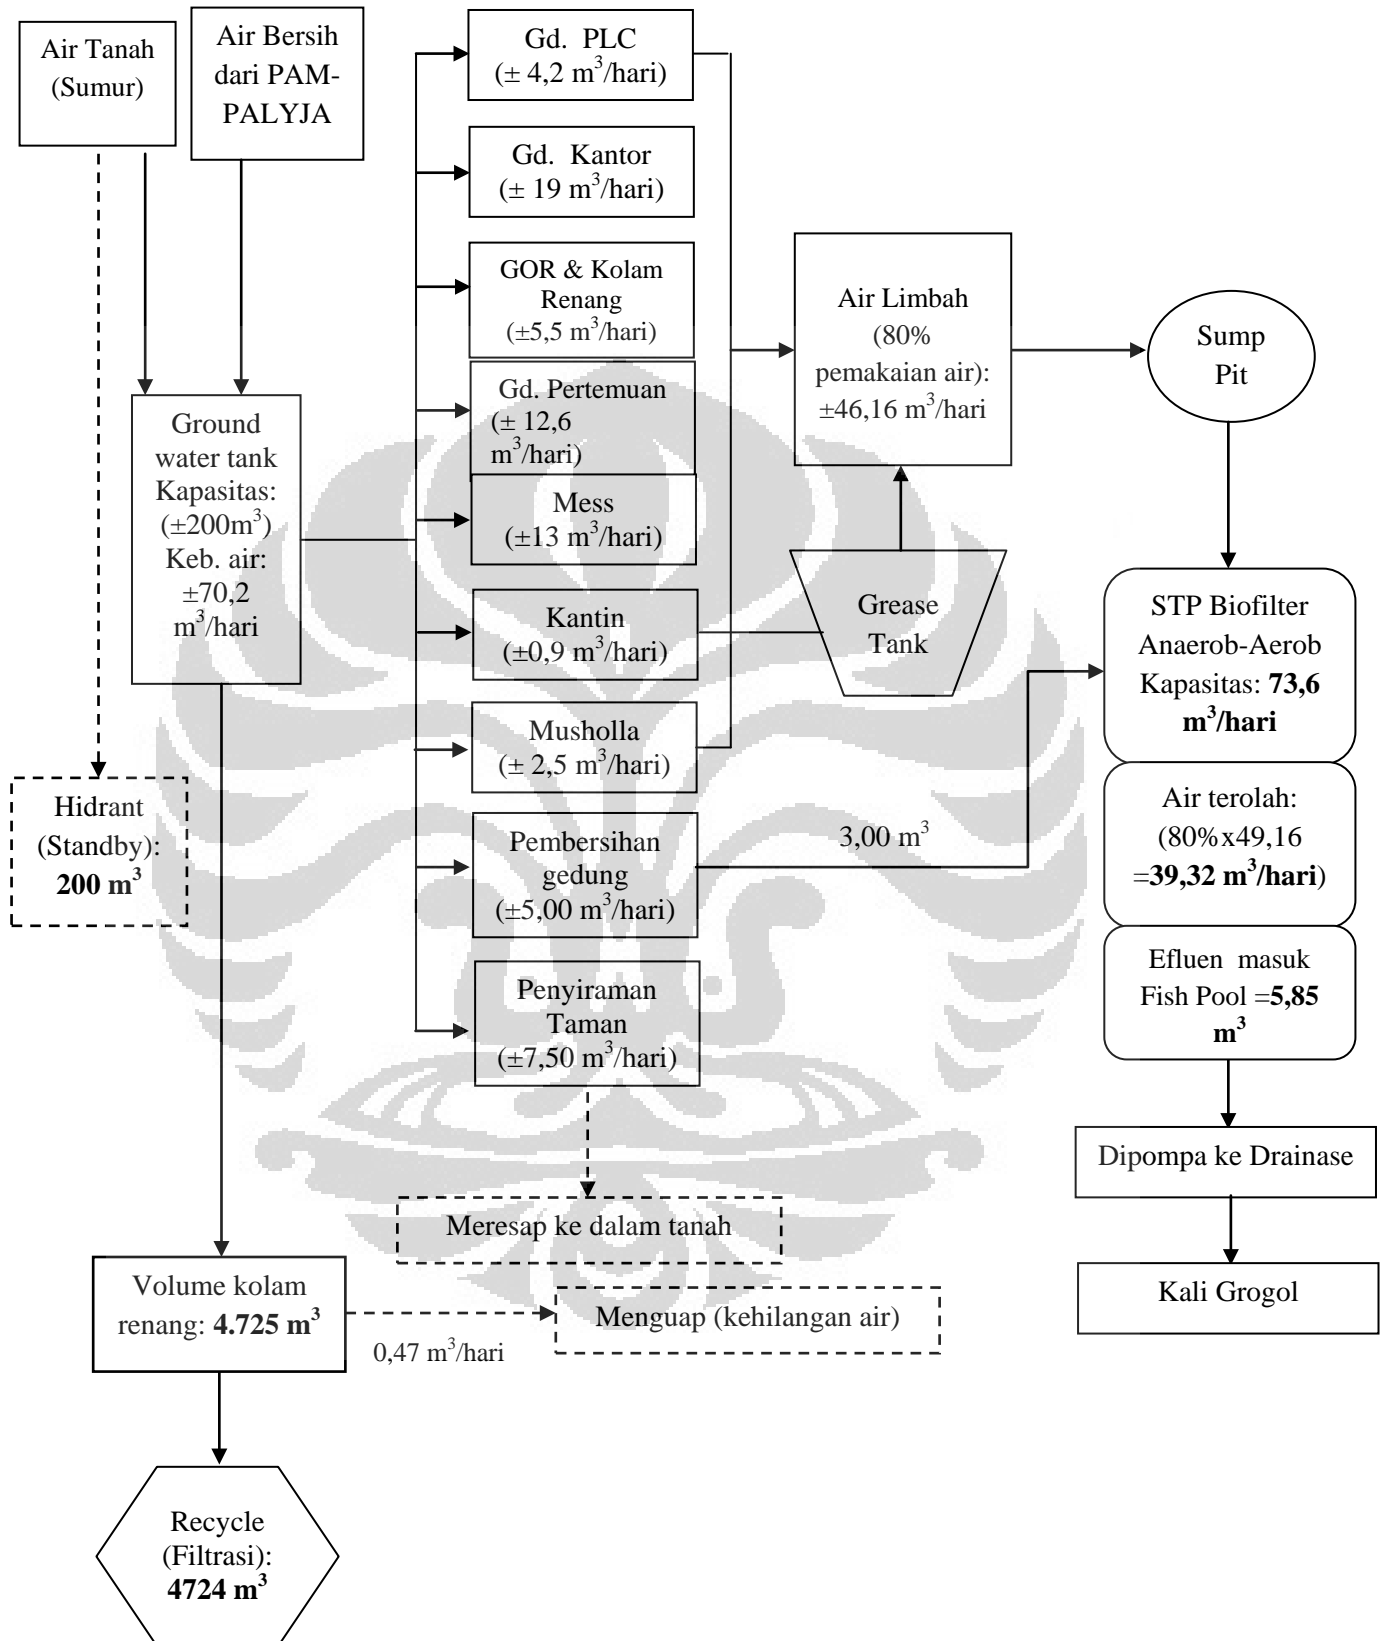 Air Tanah
(Sumur)
Air Bersih
dari PAM-
PALYJA
Gd.  PLC
(± 4,2 m³/hari)
Gd.  Kantor
(± 19 m³/hari)
GOR & Kolam
Renang
(±5,5 m³/hari)
Gd. Pertemuan
(± 12,6
m³/hari)
Mess
(±13 m³/hari)
Kantin
(±0,9 m³/hari)
Musholla
(± 2,5 m³/hari)
Pembersihan
gedung
(±5,00 m³/hari)
Penyiraman
Taman
(±7,50 m³/hari)
Ground
water tank
Kapasitas:
(±200m³)
Keb. air:
±70,2
m³/hari
Hidrant
(Standby):
200 m³
Air Limbah
(80%
pemakaian air):
±46,16 m³/hari
Grease
Tank
Sump
Pit
STP Biofilter
Anaerob-Aerob
Kapasitas: 73,6
m³/hari
3,00 m³
Air terolah:
(80%x49,16
=39,32 m³/hari)
Efluen  masuk
Fish Pool =5,85
m³
Dipompa ke Drainase
Kali Grogol
Meresap ke dalam tanah
Volume kolam
renang: 4.725 m³
0,47 m³/hari
Menguap (kehilangan air)
Recycle
(Filtrasi):
4724 m³